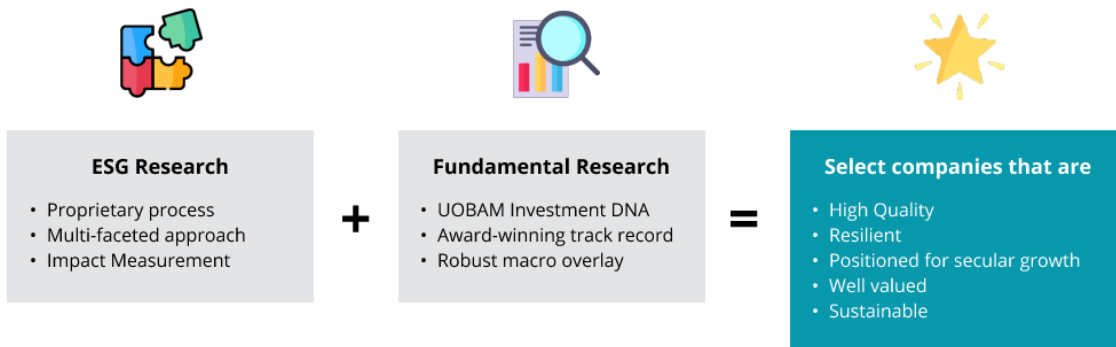 ESG Research
• Proprietary process
• Multi-faceted approach
• Impact Measurement
+
Fundamental Research
• UOBAM Investment DNA
• Award-winning track record
• Robust macro overlay
=
Select companies that are
• High Quality
• Resilient
• Positioned for secular growth
• Well valued
• Sustainable